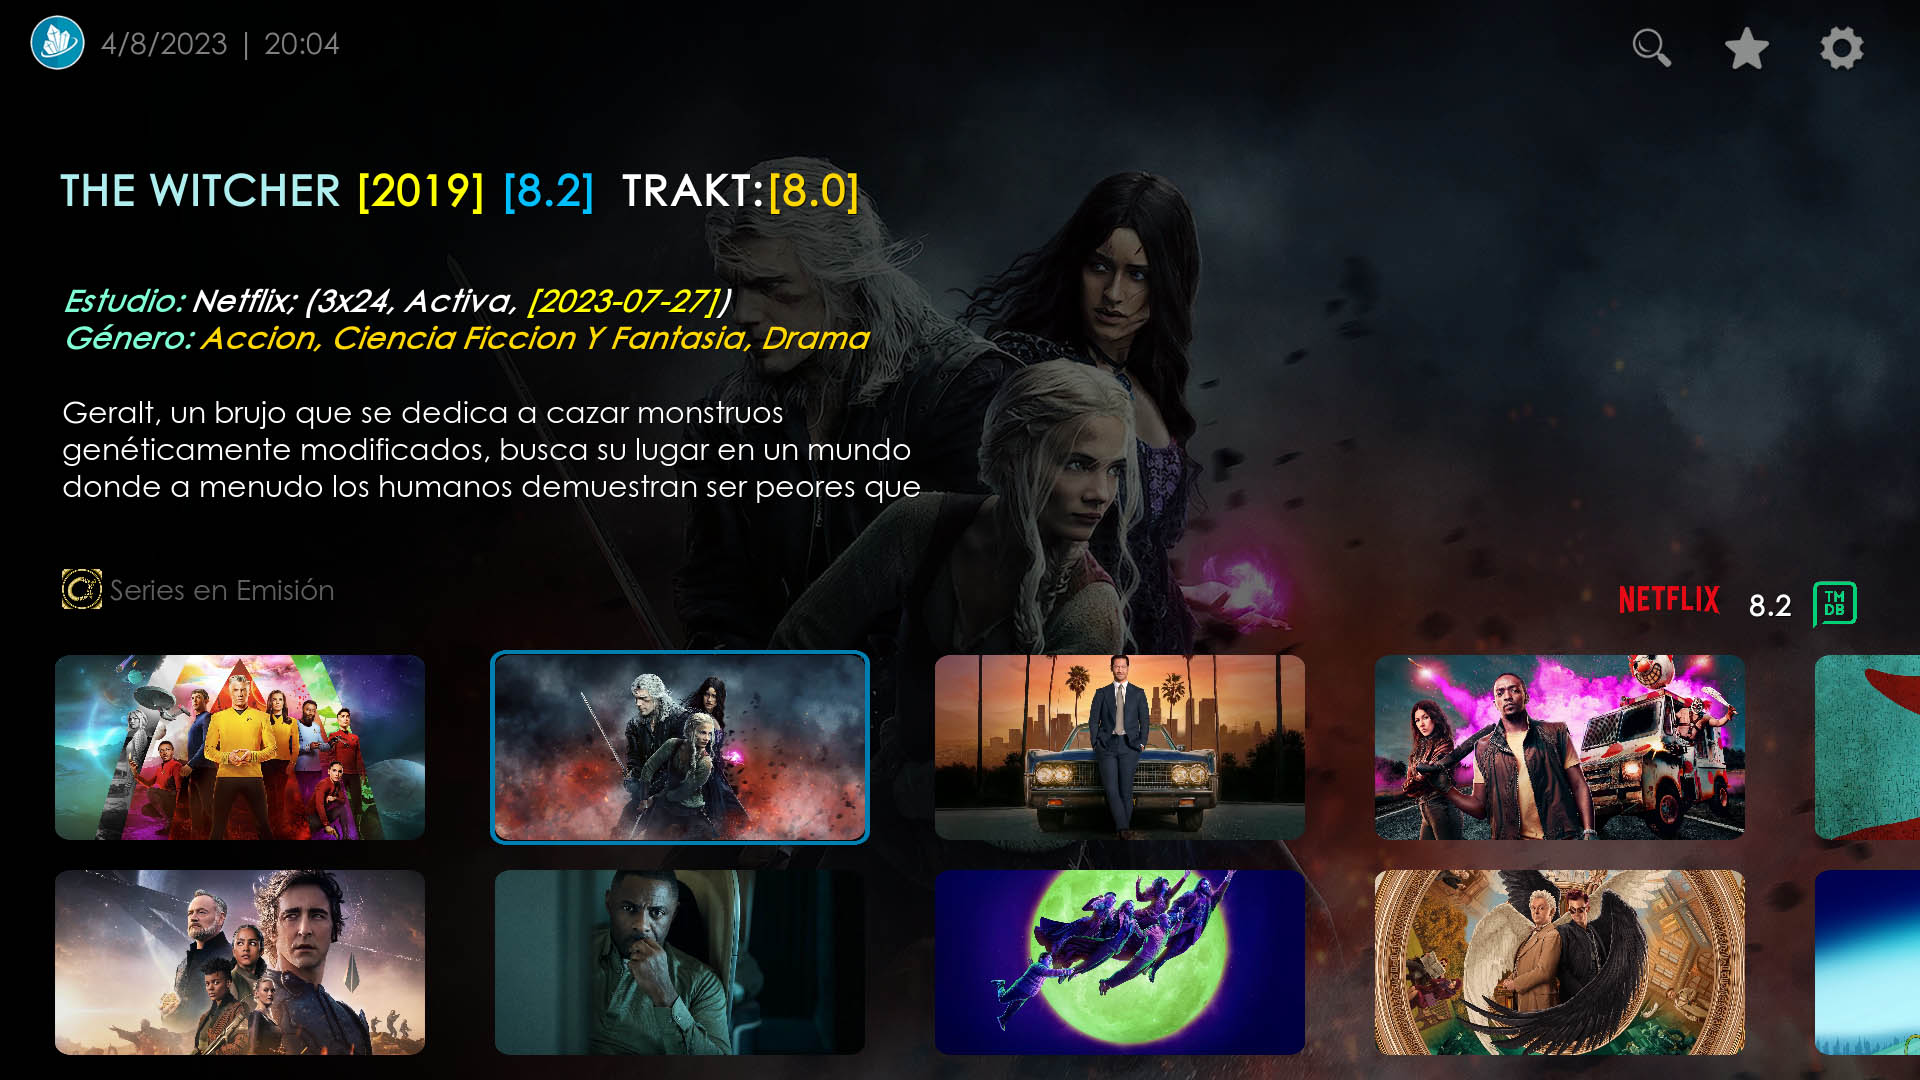 4/8/2023 | 20:04
THE WITCHER [2019] [8.2] TRAKT:[8.0]
Estudio: Netflix; (3x24, Activa, [2023-07-27])
Género: Accion, Ciencia Ficcion Y Fantasia, Drama
Geralt, un brujo que se dedica a cazar monstruos
genéticamente modificados, busca su lugar en un mundo
donde a menudo los humanos demuestran ser peores que
Series en Emisión
NETFLIX 8.2 TMDB